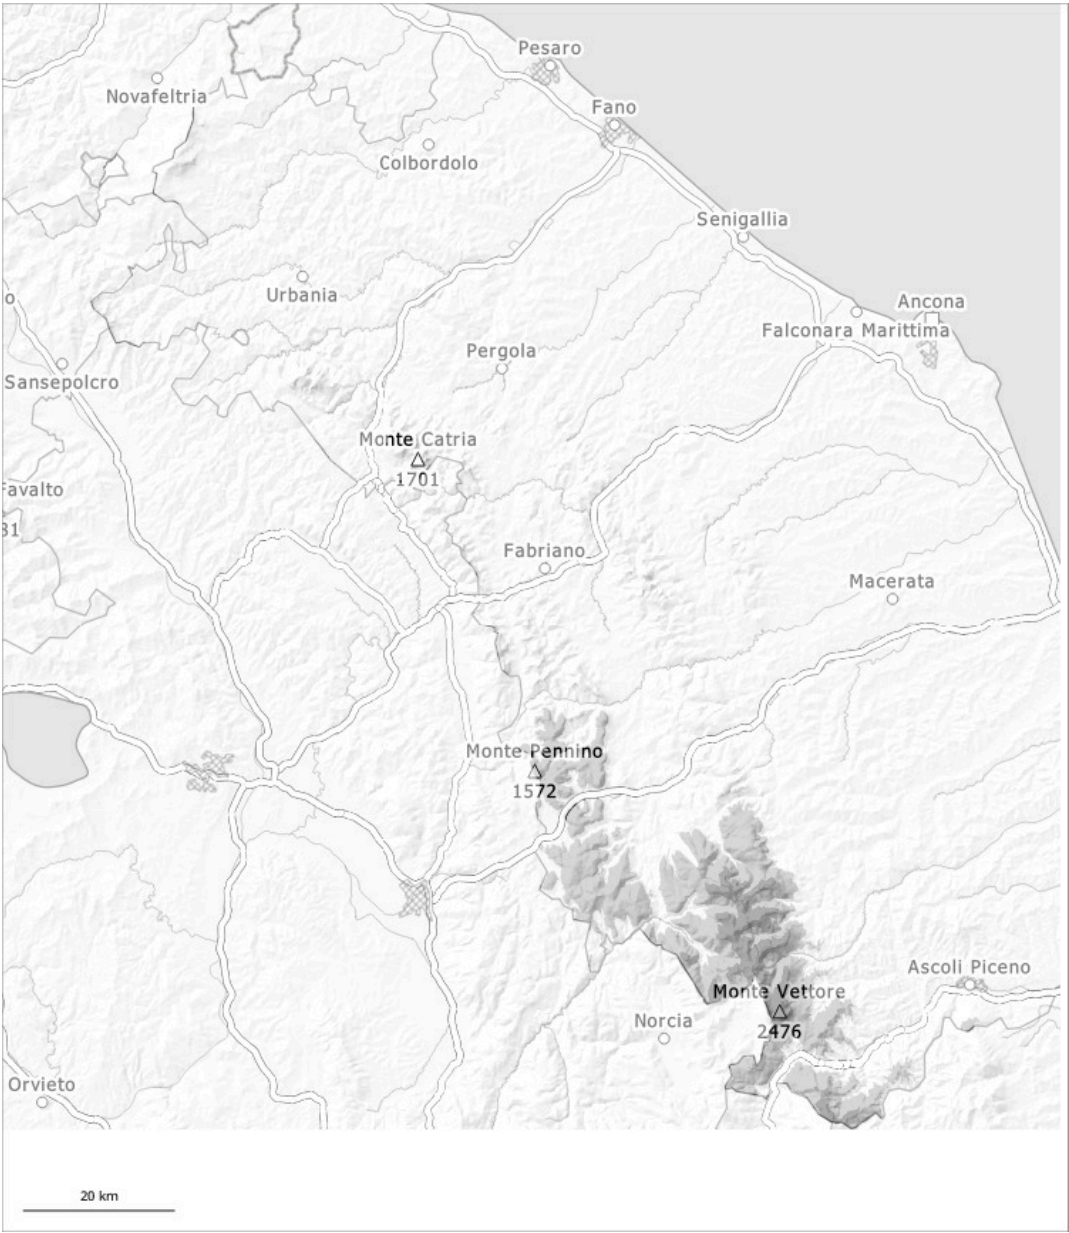 Pesaro
Novafeltria
Fano
Colbordolo
Senigallia
Urbania
o
Ancona
Falconara Marittima
Pergola
Sansepolcro
Monte Catria
1701
Favalto
81
Fabriano
Macerata
Monte Pennino
1572
Ascoli Piceno
Monte Vettore
2476
Norcia
Orvieto
20 km